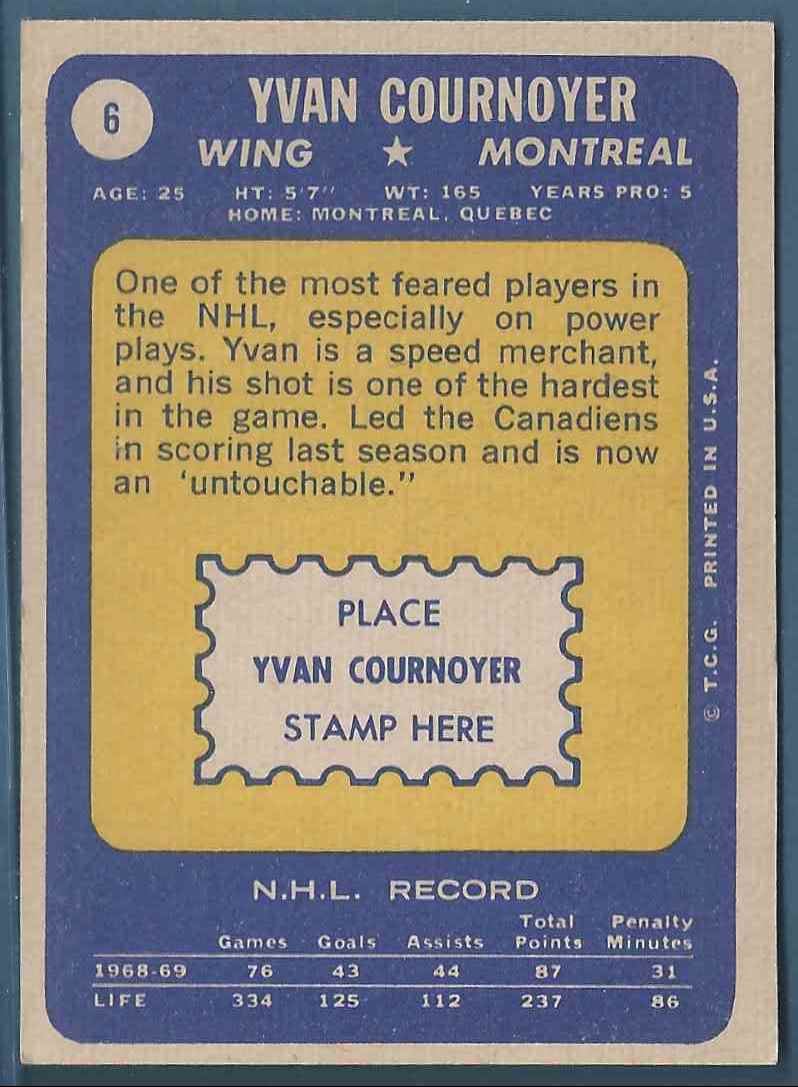 6
YVAN COURNOYER
WING ★ MONTREAL
AGE: 25 HT: 5'7" WT: 165 YEARS PRO: 5
HOME: MONTREAL, QUEBEC
One of the most feared players in
the NHL, especially on power
plays. Yvan is a speed merchant,
and his shot is one of the hardest
in the game. Led the Canadiens
in scoring last season and is now
an 'untouchable."
PLACE
YVAN COURNOYER
STAMP HERE
© T.C.G. PRINTED IN U.S.A.
N.H.L. RECORD
Total Penalty
Games Goals Assists Points Minutes
1968-69 76 43 44 87 31
LIFE 334 125 112 237 86